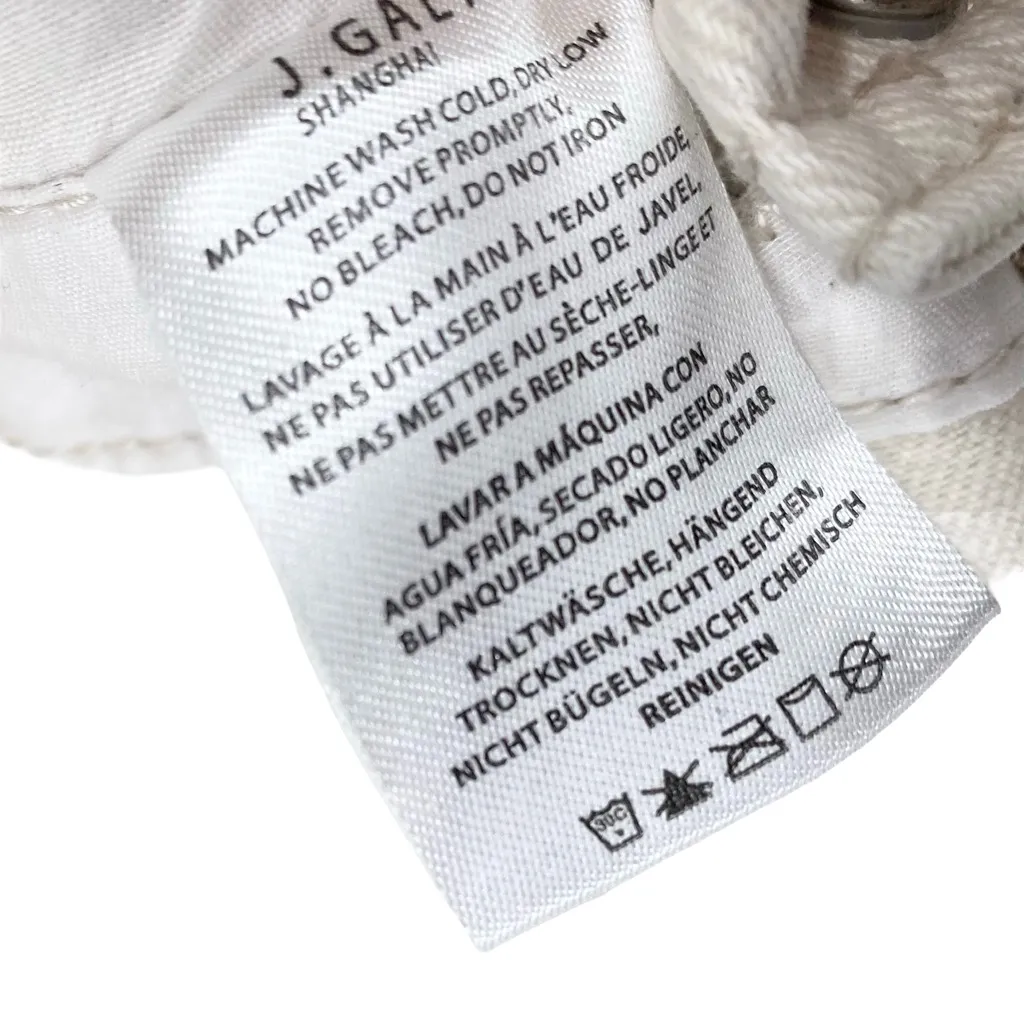 J.GAL
SHANGHAI
MACHINE WASH COLD, DRY LOW
REMOVE PROMPTLY,
NO BLEACH, DO NOT IRON
LAVAGE À LA MAIN À L'EAU FROIDE,
NE PAS UTILISER D'EAU DE JAVEL,
NE PAS METTRE AU SÈCHE-LINGE ET
NE PAS REPASSER,
LAVAR A MÁQUINA CON
AGUA FRÍA, SECADO LIGERO, NO
BLANQUEADOR, NO PLANCHAR
KALTWÄSCHE, HÄNGEND
TROCKNEN, NICHT BLEICHEN,
NICHT BÜGELN, NICHT CHEMISCH
REINIGEN
30C